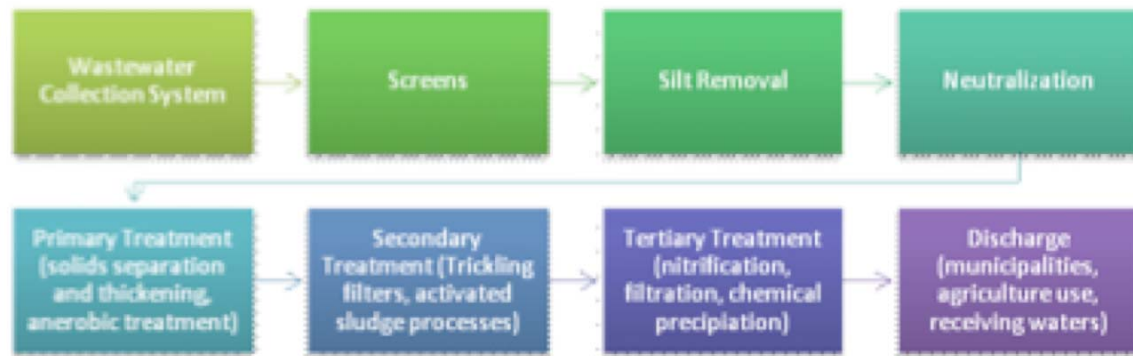 Wastewater
Collection System
Screens
Silt Removal
Neutralization
Primary Treatment
(solids separation
and thickening,
anerobic treatment)
Secondary
Treatment (Trickling
filters, activated
sludge processes)
Tertiary Treatment
(nitrification,
filtration, chemical
precipiation)
Discharge
(municipalities,
agriculture use,
receiving waters)